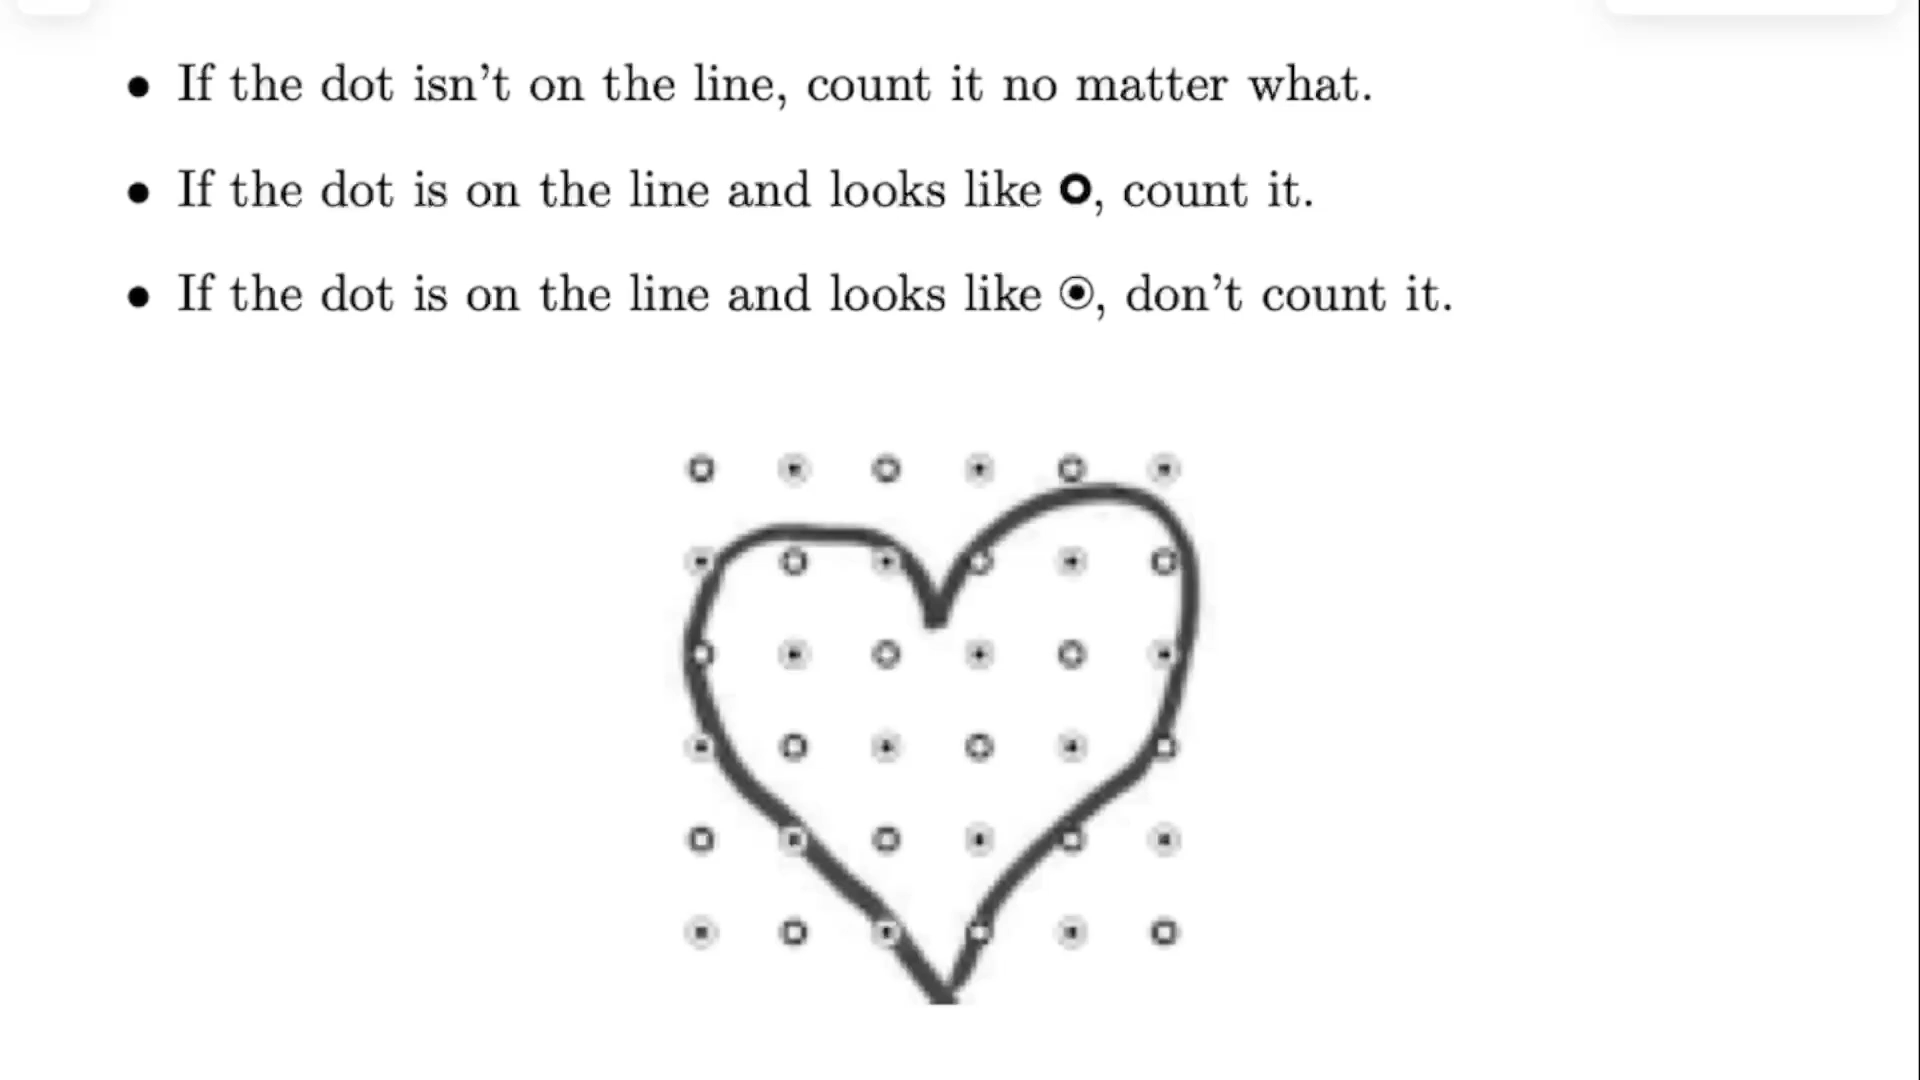 • If the dot isn't on the line, count it no matter what.
• If the dot is on the line and looks like ⭘, count it.
• If the dot is on the line and looks like ⊙, don't count it.